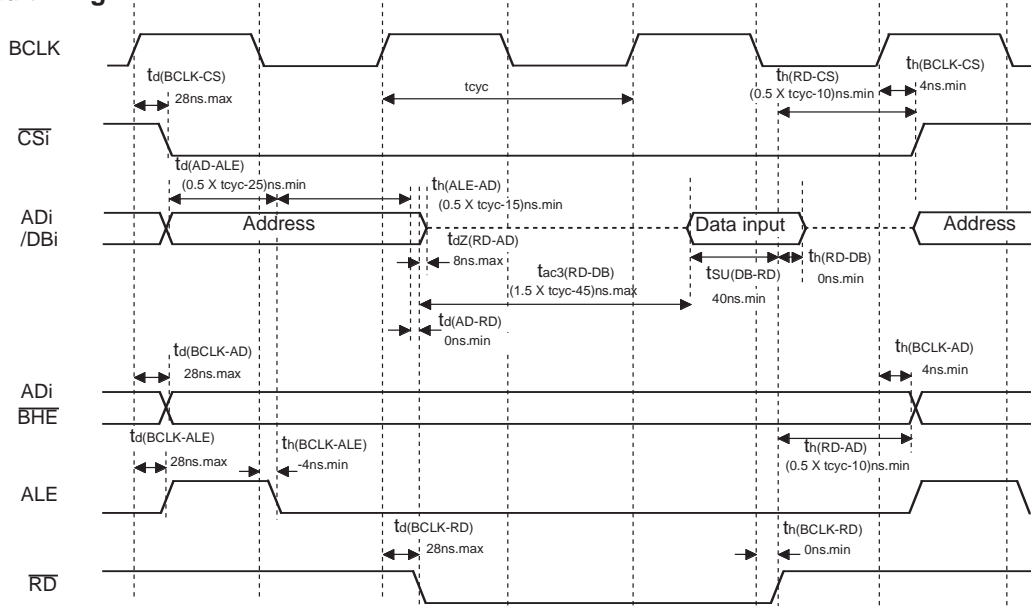 BCLK
td(BCLK-CS)
28ns.max
tcyc
th(RD-CS)
(0.5 X tcyc-10)ns.min
th(BCLK-CS)
4ns.min
CSi
td(AD-ALE)
(0.5 X tcyc-25)ns.min
th(ALE-AD)
(0.5 X tcyc-15)ns.min
ADi
/DBi
Address
Data input
Address
tdZ(RD-AD)
8ns.max
tac3(RD-DB)
(1.5 X tcyc-45)ns.max
tSU(DB-RD)
40ns.min
th(RD-DB)
0ns.min
td(AD-RD)
0ns.min
td(BCLK-AD)
28ns.max
th(BCLK-AD)
4ns.min
ADi
BHE
td(BCLK-ALE)
28ns.max
th(BCLK-ALE)
-4ns.min
th(RD-AD)
(0.5 X tcyc-10)ns.min
ALE
td(BCLK-RD)
28ns.max
th(BCLK-RD)
0ns.min
RD